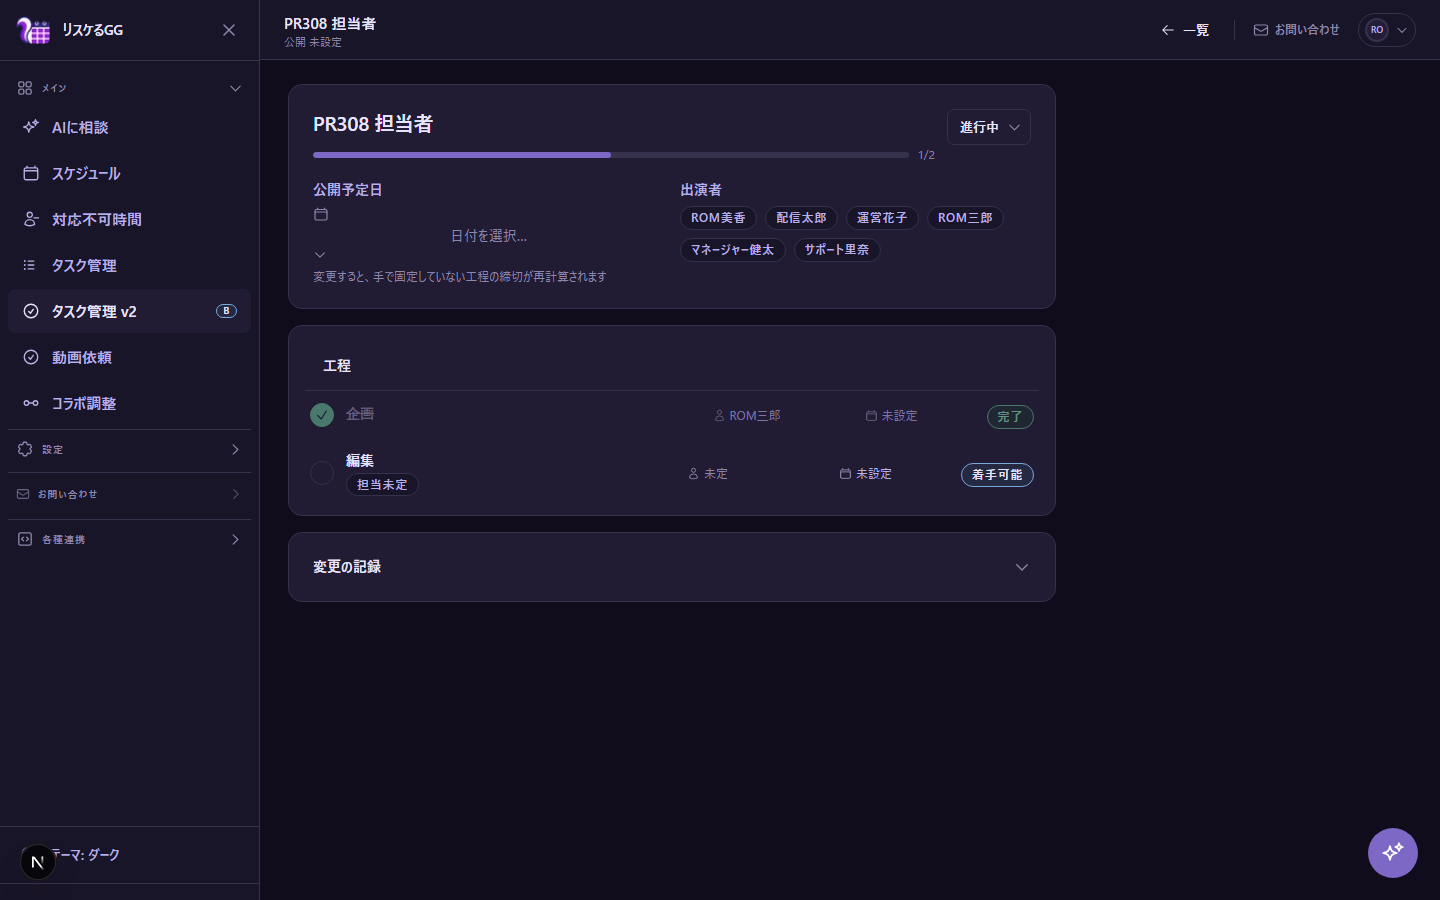 リスケるGG
メイン
AIに相談
スケジュール
対応不可時間
タスク管理
タスク管理 v2
B
動画依頼
コラボ調整
設定
お問い合わせ
各種連携
テーマ: ダーク
N
PR308 担当者
公開 未設定
一覧
お問い合わせ
RO
PR308 担当者
進行中
1/2
公開予定日
日付を選択...
変更すると、手で固定していない工程の締切が再計算されます
出演者
ROM美香 配信太郎 運営花子 ROM三郎
マネージャー健太 サポート里奈
工程
企画 ROM三郎 未設定 完了
編集
担当未定
未定 未設定 着手可能
変更の記録